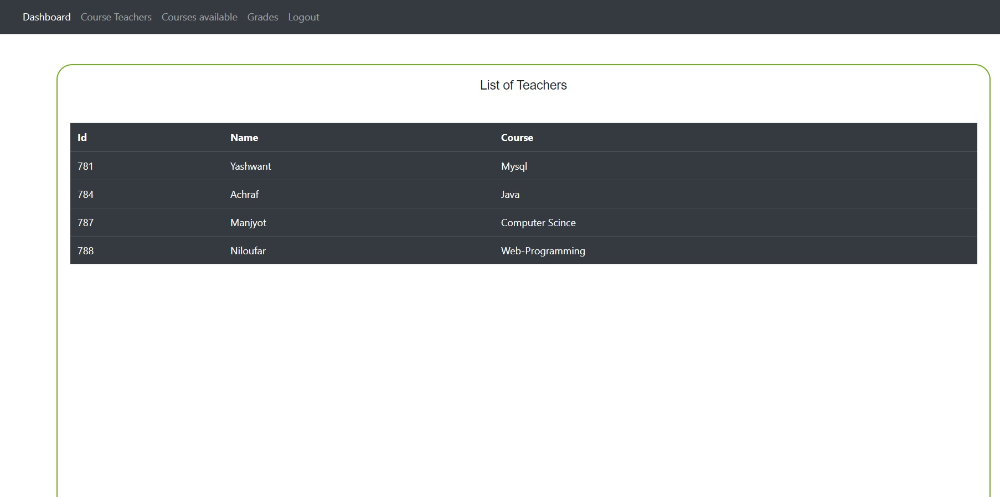 Dashboard Course Teachers Courses available Grades Logout
List of Teachers
Id Name Course
781 Yashwant Mysql
784 Achraf Java
787 Manjyot Computer Scince
788 Niloufar Web-Programming